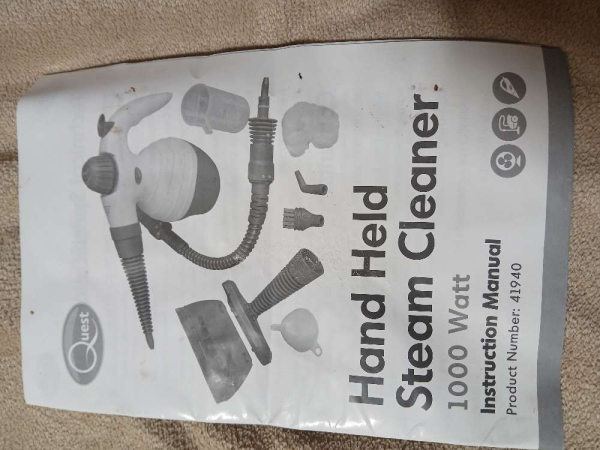 Quest
Hand Held
Steam Cleaner
1000 Watt
Instruction Manual
Product Number: 41940